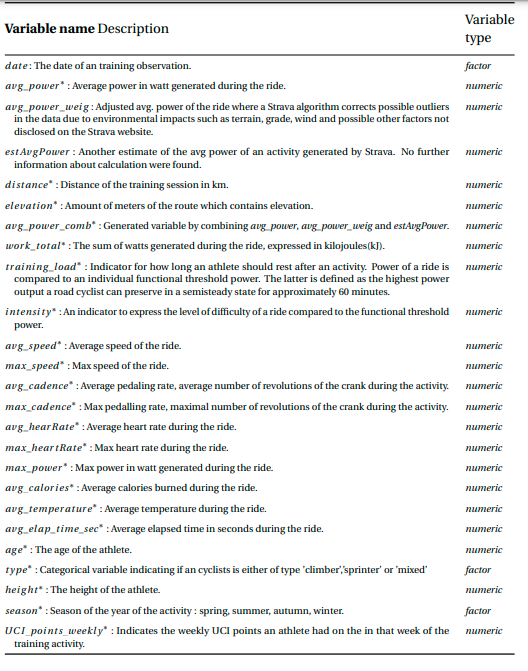 Variable name Description Variable type
date : The date of an training observation. factor
avg_power* : Average power in watt generated during the ride. numeric
avg_power_weig : Adjusted avg. power of the ride where a Strava algorithm corrects possible outliers numeric
in the data due to environmental impacts such as terrain, grade, wind and possible other factors not
disclosed on the Strava website.
estAvgPower : Another estimate of the avg power of an activity generated by Strava. No further numeric
information about calculation were found.
distance* : Distance of the training session in km. numeric
elevation* : Amount of meters of the route which contains elevation. numeric
avg_power_comb* : Generated variable by combining avg_power, avg_power_weig and estAvgPower. numeric
work_total* : The sum of watts generated during the ride, expressed in kilojoules(kJ). numeric
training_load* : Indicator for how long an athlete should rest after an activity. Power of a ride is numeric
compared to an individual functional threshold power. The latter is defined as the highest power
output a road cyclist can preserve in a semisteady state for approximately 60 minutes.
intensity* : An indicator to express the level of difficulty of a ride compared to the functional threshold numeric
power.
avg_speed* : Average speed of the ride. numeric
max_speed* : Max speed of the ride. numeric
avg_cadence* : Average pedaling rate, average number of revolutions of the crank during the activity. numeric
max_cadence* : Max pedalling rate, maximal number of revolutions of the crank during the activity. numeric
avg_hearRate* : Average heart rate during the ride. numeric
max_heartRate* : Max heart rate during the ride. numeric
max_power* : Max power in watt generated during the ride. numeric
avg_calories* : Average calories burned during the ride. numeric
avg_temperature* : Average temperature during the ride. numeric
avg_elap_time_sec* : Average elapsed time in seconds during the ride. numeric
age* : The age of the athlete. numeric
type* : Categorical variable indicating if an cyclists is either of type 'climber','sprinter' or 'mixed' factor
height* : The height of the athlete. numeric
season* : Season of the year of the activity : spring, summer, autumn, winter. factor
UCI_points_weekly* : Indicates the weekly UCI points an athlete had on the in that week of the numeric
training activity.